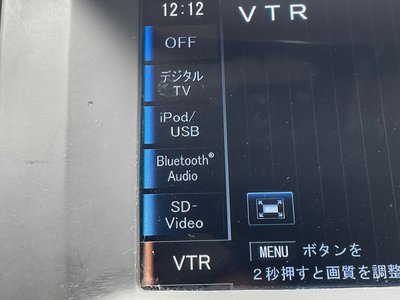 12:12
VTR
OFF
デジタル
TV
iPod/
USB
Bluetooth®
Audio
SD-
Video
VTR
MENU ボタンを
2秒押すと画質を調整